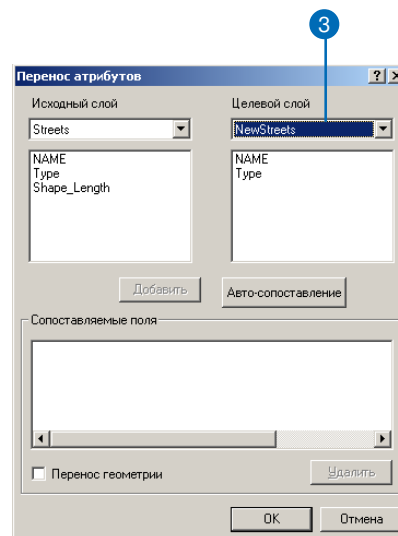 3
Перенос атрибутов
Исходный слой
Целевой слой
Streets
NewStreets
NAME
Type
Shape_Length
NAME
Type
Добавить
Авто-сопоставление
Сопоставляемые поля
Перенос геометрии
Удалить
OK
Отмена